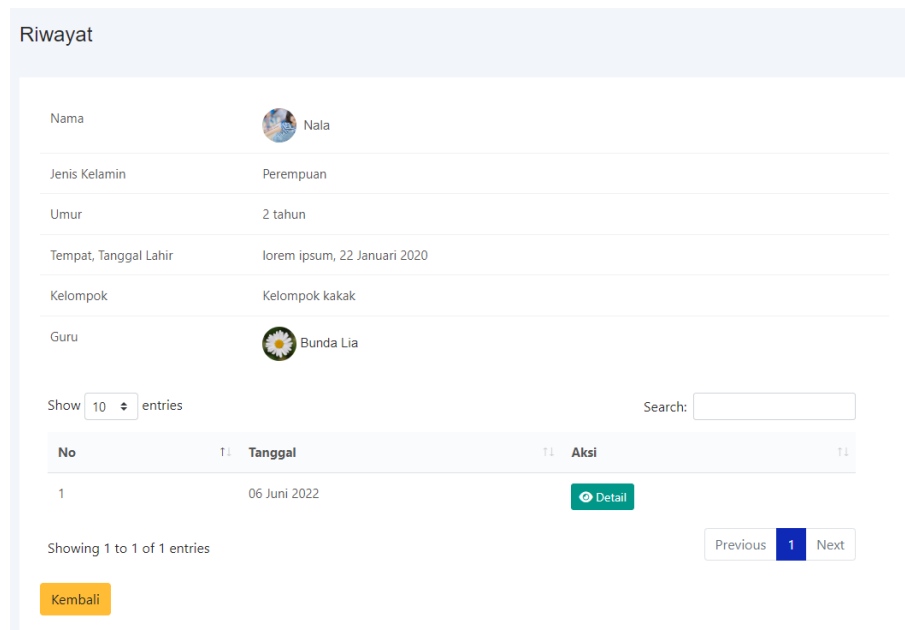 Riwayat
Nama Nala
Jenis Kelamin Perempuan
Umur 2 tahun
Tempat, Tanggal Lahir lorem ipsum, 22 Januari 2020
Kelompok Kelompok kakak
Guru Bunda Lia
Show 10 entries Search:
No Tanggal Aksi
1 06 Juni 2022 Detail
Showing 1 to 1 of 1 entries Previous 1 Next
Kembali